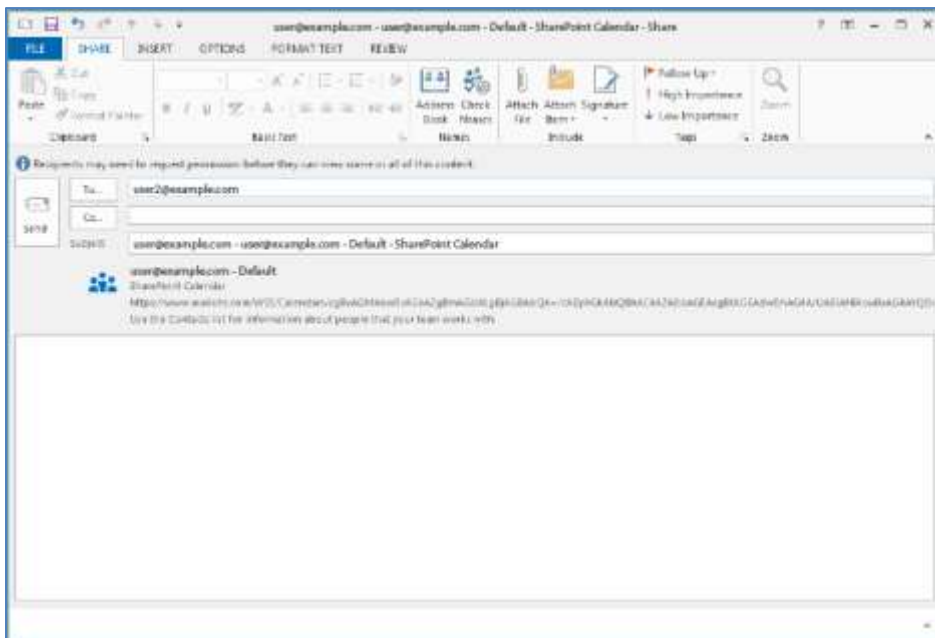 user@example.com - user@example.com - Default - SharePoint Calendar - Share
FILE SHARE INSERT OPTIONS FORMAT TEXT REVIEW
Cut
Copy
Paste
Format Painter
Clipboard
Basic Text
Address Book
Check Names
Names
Attach File
Attach Item
Signature
Include
Follow Up
High Importance
Low Importance
Tags
Zoom
Zoom
Recipients may need to request permission before they can view some or all of this content.
Send
To... user2@example.com
Cc...
Subject user@example.com - user@example.com - Default - SharePoint Calendar
user@example.com - Default
SharePoint Calendar
Use the Contacts list for information about people that your team works with.